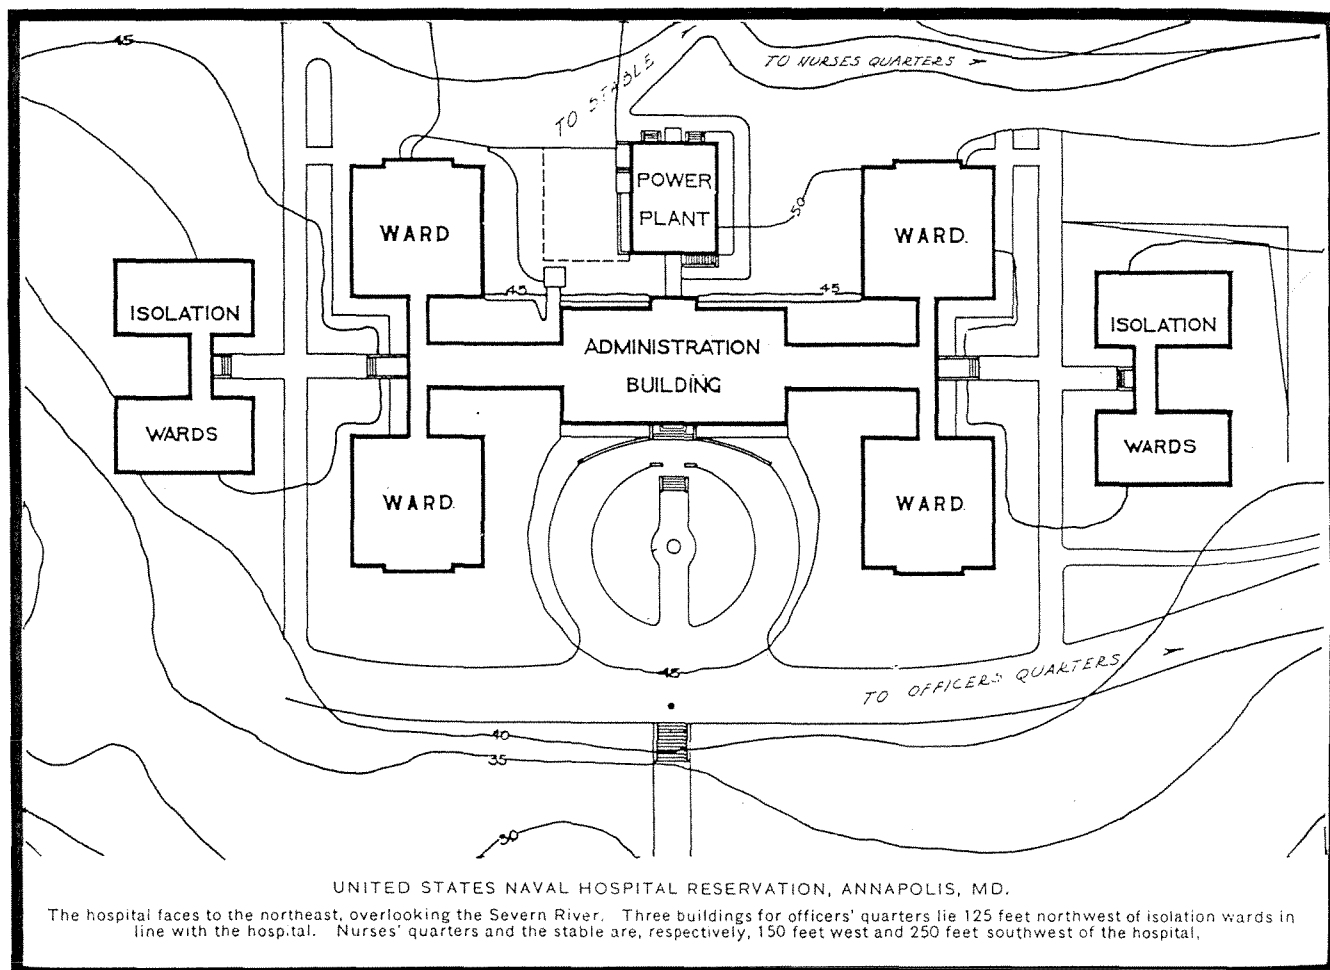 45
TO NURSES QUARTERS
TO STABLE
POWER
PLANT
50
WARD
WARD.
ISOLATION
45
45
ISOLATION
ADMINISTRATION
BUILDING
WARDS
WARDS
WARD.
WARD.
45
TO OFFICERS QUARTERS
40
35
30
UNITED STATES NAVAL HOSPITAL RESERVATION, ANNAPOLIS, MD.
The hospital faces to the northeast, overlooking the Severn River. Three buildings for officers' quarters lie 125 feet northwest of isolation wards in
line with the hosp.tal. Nurses' quarters and the stable are, respectively, 150 feet west and 250 feet southwest of the hospital.